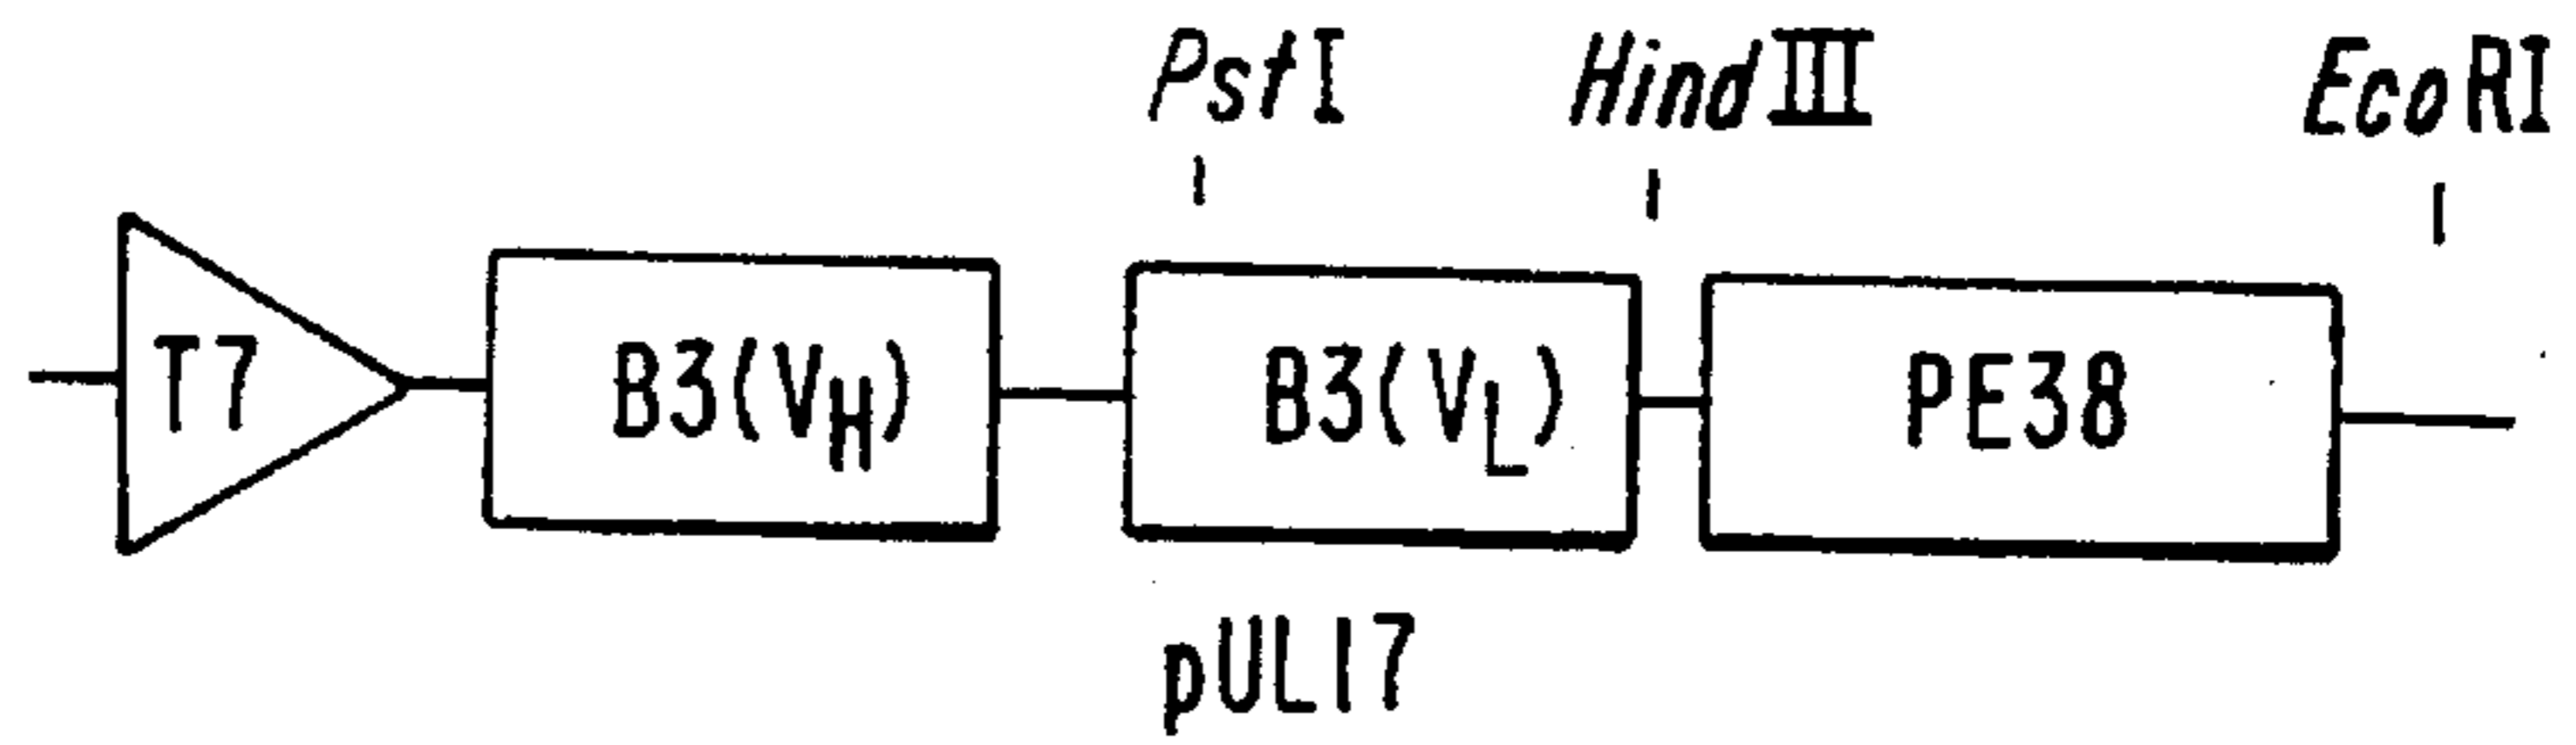 PstI HindIII EcoRI
T7 B3(VH) B3(VL) PE38
pULI7